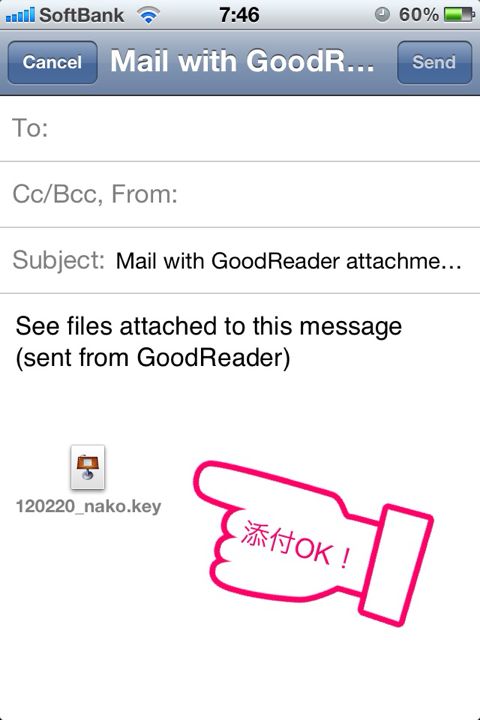 SoftBank 7:46 60%
Cancel Mail with GoodR... Send
To:
Cc/Bcc, From:
Subject: Mail with GoodReader attachme...
See files attached to this message
(sent from GoodReader)
120220_nako.key
添付OK！